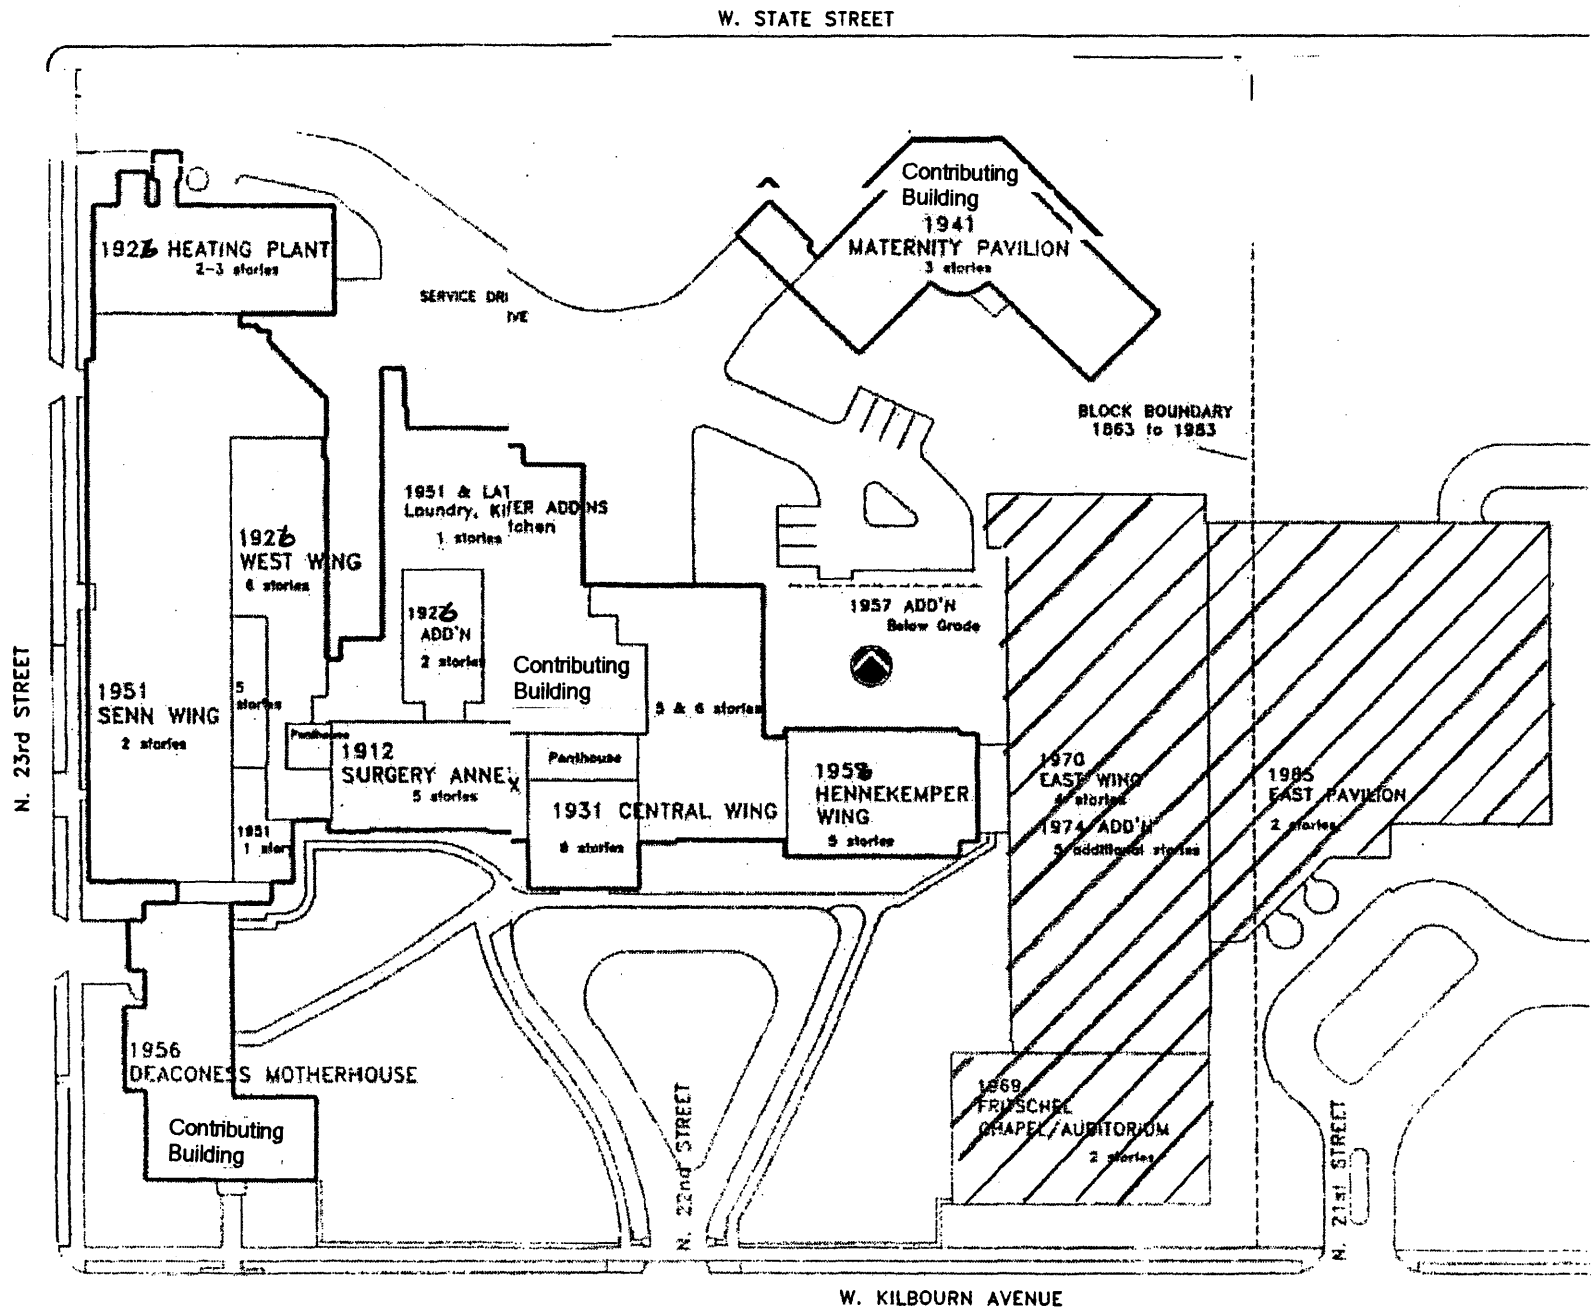 W. STATE STREET
Contributing
Building
1941
MATERNITY PAVILION
3 stories
1926 HEATING PLANT
2-3 stories
SERVICE DRI
IVE
BLOCK BOUNDARY
1863 to 1983
1951 & LAT
TER ADD'NS
Laundry, Ki
tchen
1 stories
1926
WEST WING
6 stories
1926
ADD'N
2 stories
1957 ADD'N
Below Grade
Contributing
Building
5 & 6 stories
N. 23rd STREET
1951
SENN WING
2 stories
5
stories
Penthouse
1912
SURGERY ANNEX
5 stories
Penthouse
1931 CENTRAL WING
8 stories
1958
HENNEKEMPER
WING
5 stories
1970
EAST WING
4 stories
1974 ADD'N
5 additional stories
1985
EAST PAVILION
2 stories
1951
1 story
1956
DEACONESS MOTHERHOUSE
Contributing
Building
N. 22nd STREET
1969
FRITSCHEL
CHAPEL/AUDITORIUM
2 stories
N. 21st STREET
W. KILBOURN AVENUE